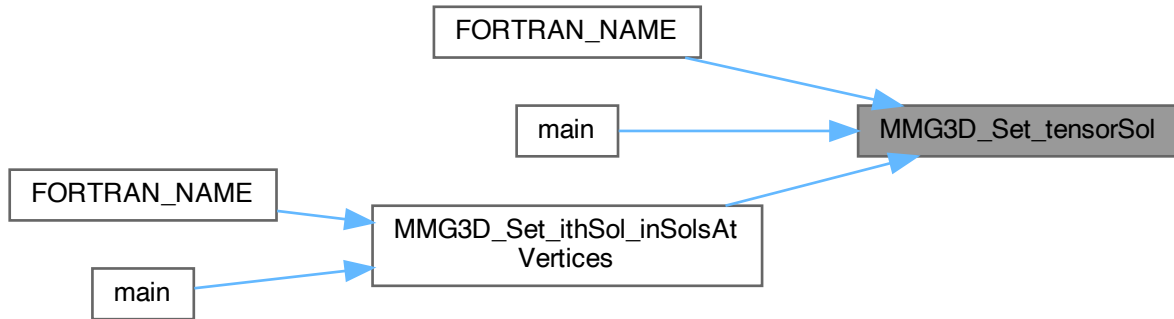 FORTRAN_NAME
main
MMG3D_Set_tensorSol
FORTRAN_NAME
MMG3D_Set_ithSol_inSolsAt
Vertices
main